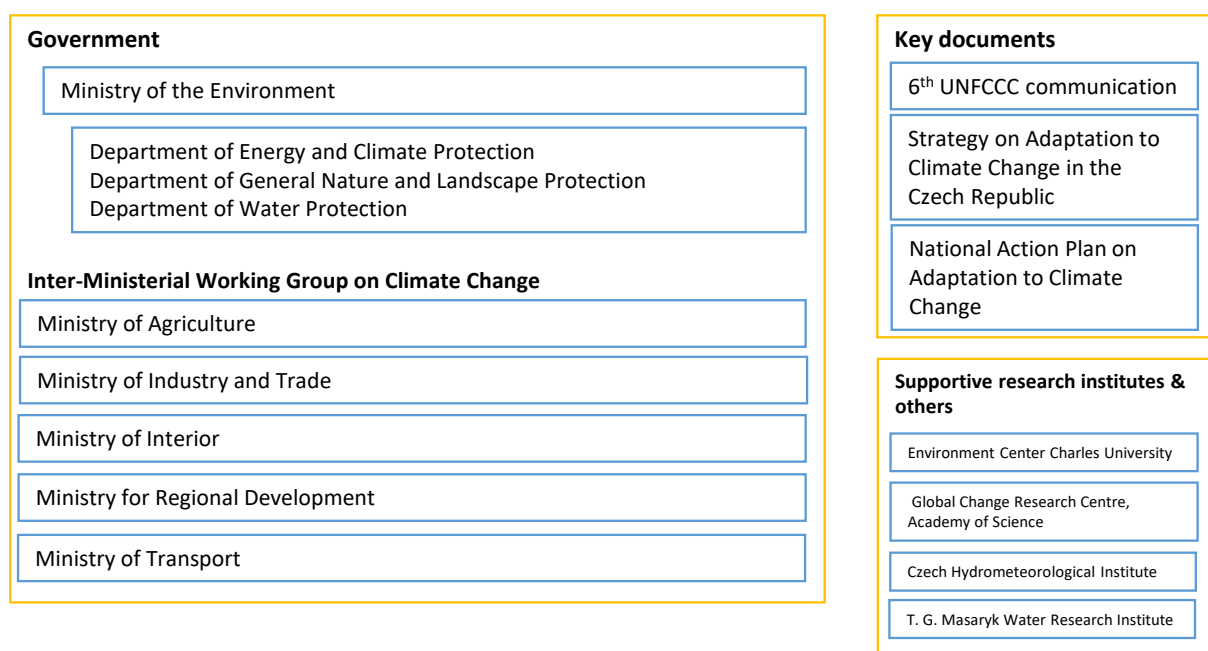 Government
Ministry of the Environment
Department of Energy and Climate Protection
Department of General Nature and Landscape Protection
Department of Water Protection
Inter-Ministerial Working Group on Climate Change
Ministry of Agriculture
Ministry of Industry and Trade
Ministry of Interior
Ministry for Regional Development
Ministry of Transport
Key documents
6th UNFCCC communication
Strategy on Adaptation to
Climate Change in the
Czech Republic
National Action Plan on
Adaptation to Climate
Change
Supportive research institutes &
others
Environment Center Charles University
Global Change Research Centre,
Academy of Science
Czech Hydrometeorological Institute
T. G. Masaryk Water Research Institute